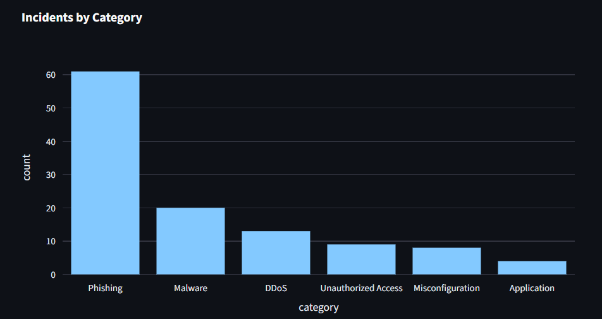 Incidents by Category
60
50
40
30
20
10
0
count
Phishing Malware DDoS Unauthorized Access Misconfiguration Application
category